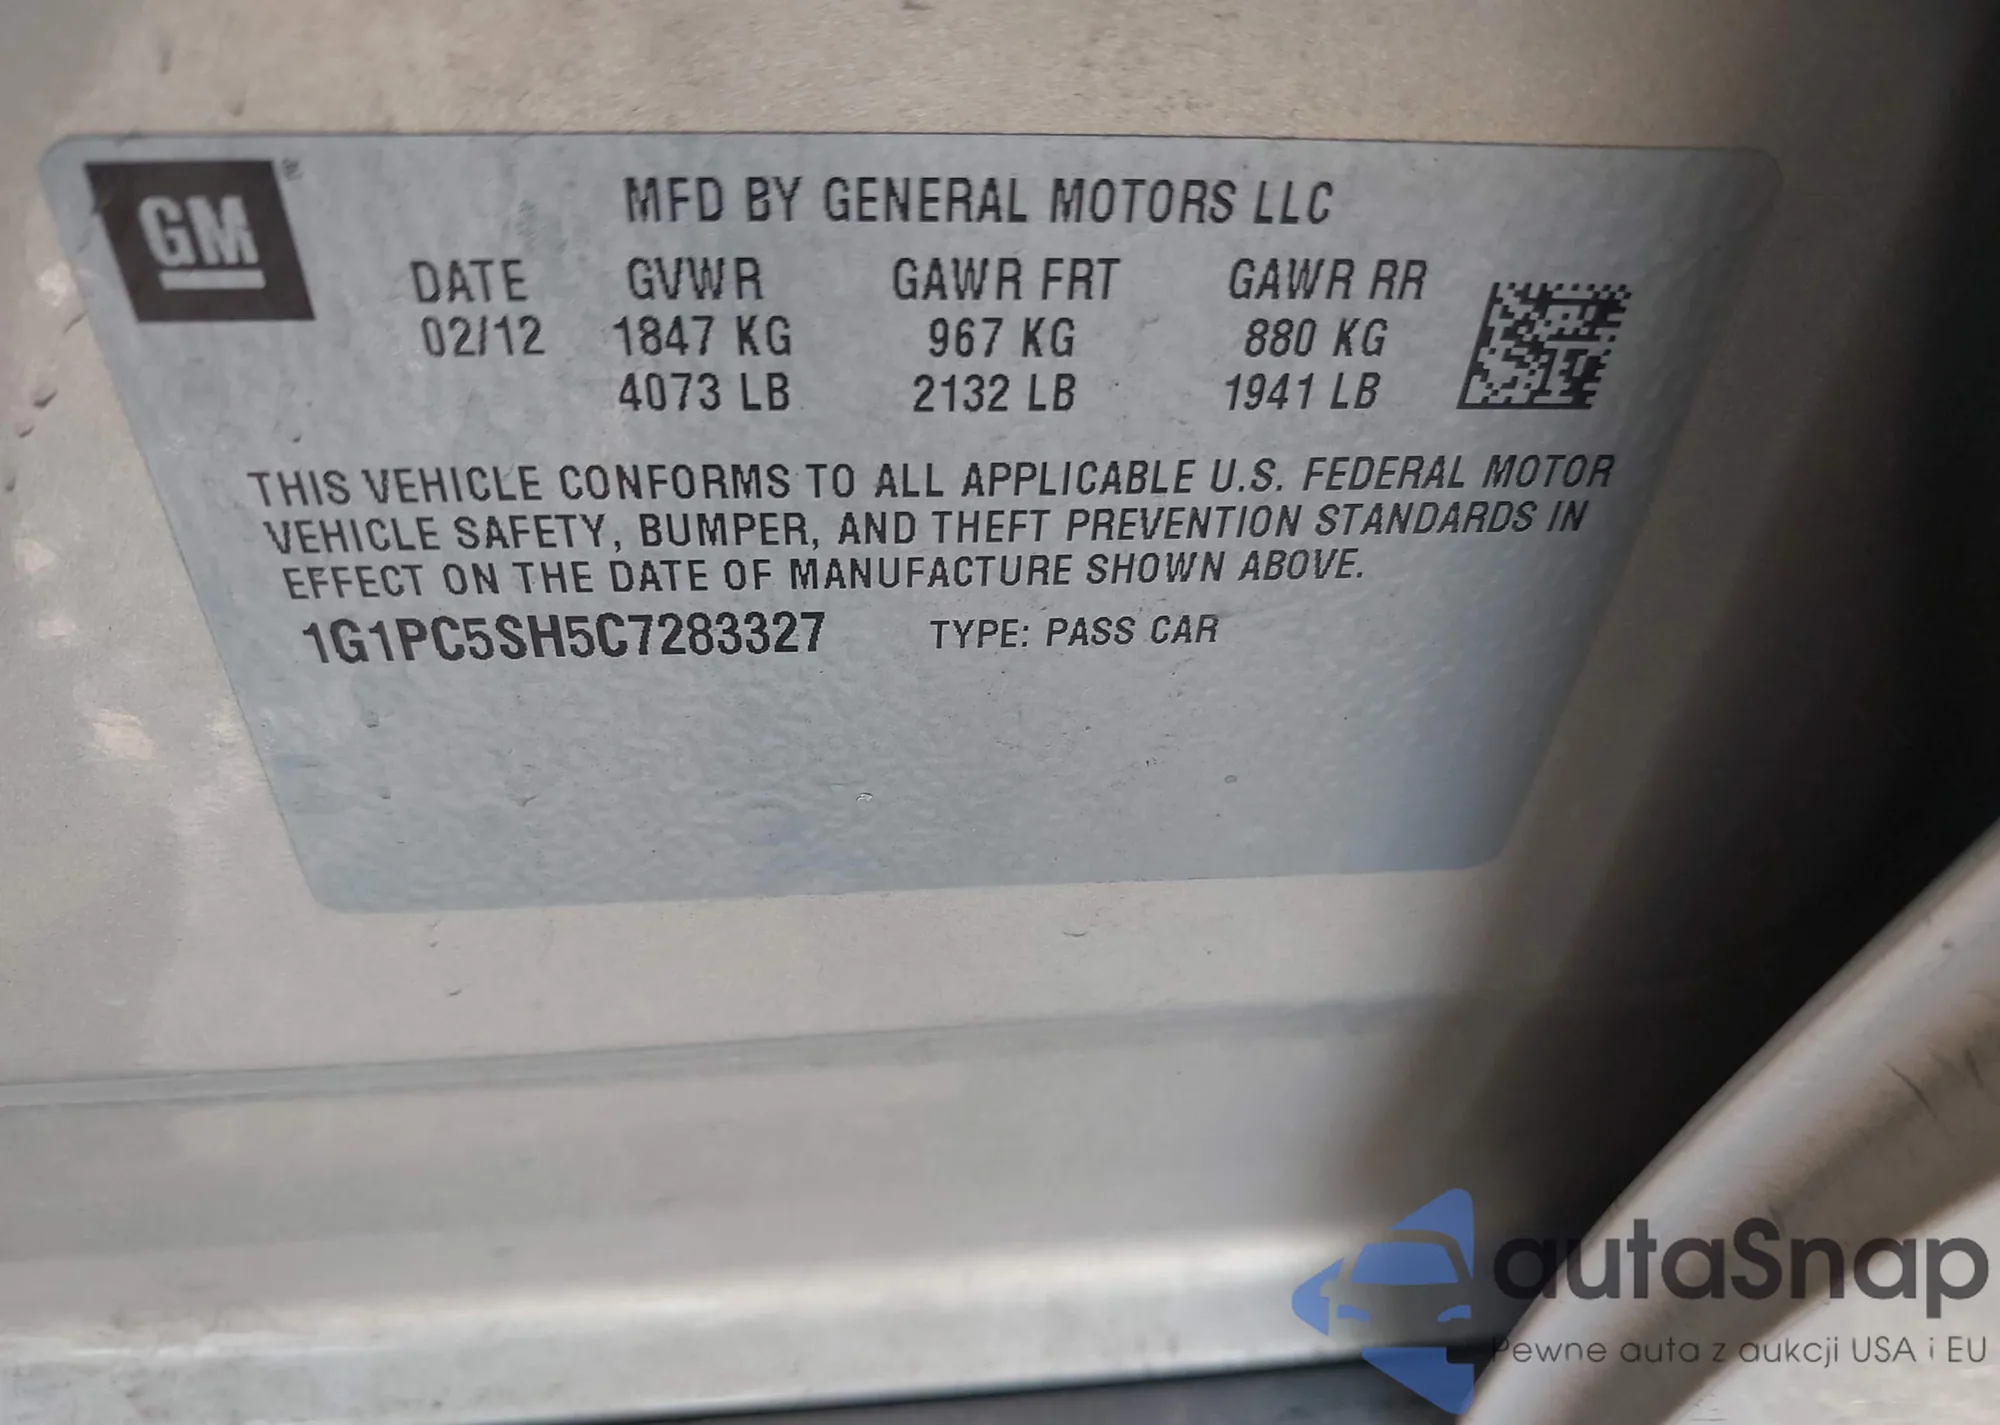 GM
MFD BY GENERAL MOTORS LLC
DATE GVWR GAWR FRT GAWR RR
02/12 1847 KG 967 KG 880 KG
4073 LB 2132 LB 1941 LB
THIS VEHICLE CONFORMS TO ALL APPLICABLE U.S. FEDERAL MOTOR
VEHICLE SAFETY, BUMPER, AND THEFT PREVENTION STANDARDS IN
EFFECT ON THE DATE OF MANUFACTURE SHOWN ABOVE.
1G1PC5SH5C7283327 TYPE: PASS CAR
autaSnap
Pewne auta z aukcji USA i EU